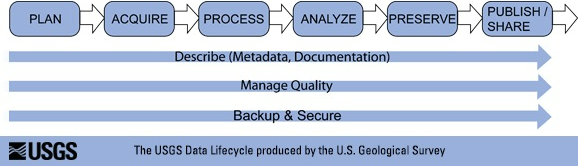 PLAN
ACQUIRE
PROCESS
ANALYZE
PRESERVE
PUBLISH /
SHARE
Describe (Metadata, Documentation)
Manage Quality
Backup & Secure
USGS
The USGS Data Lifecycle produced by the U.S. Geological Survey